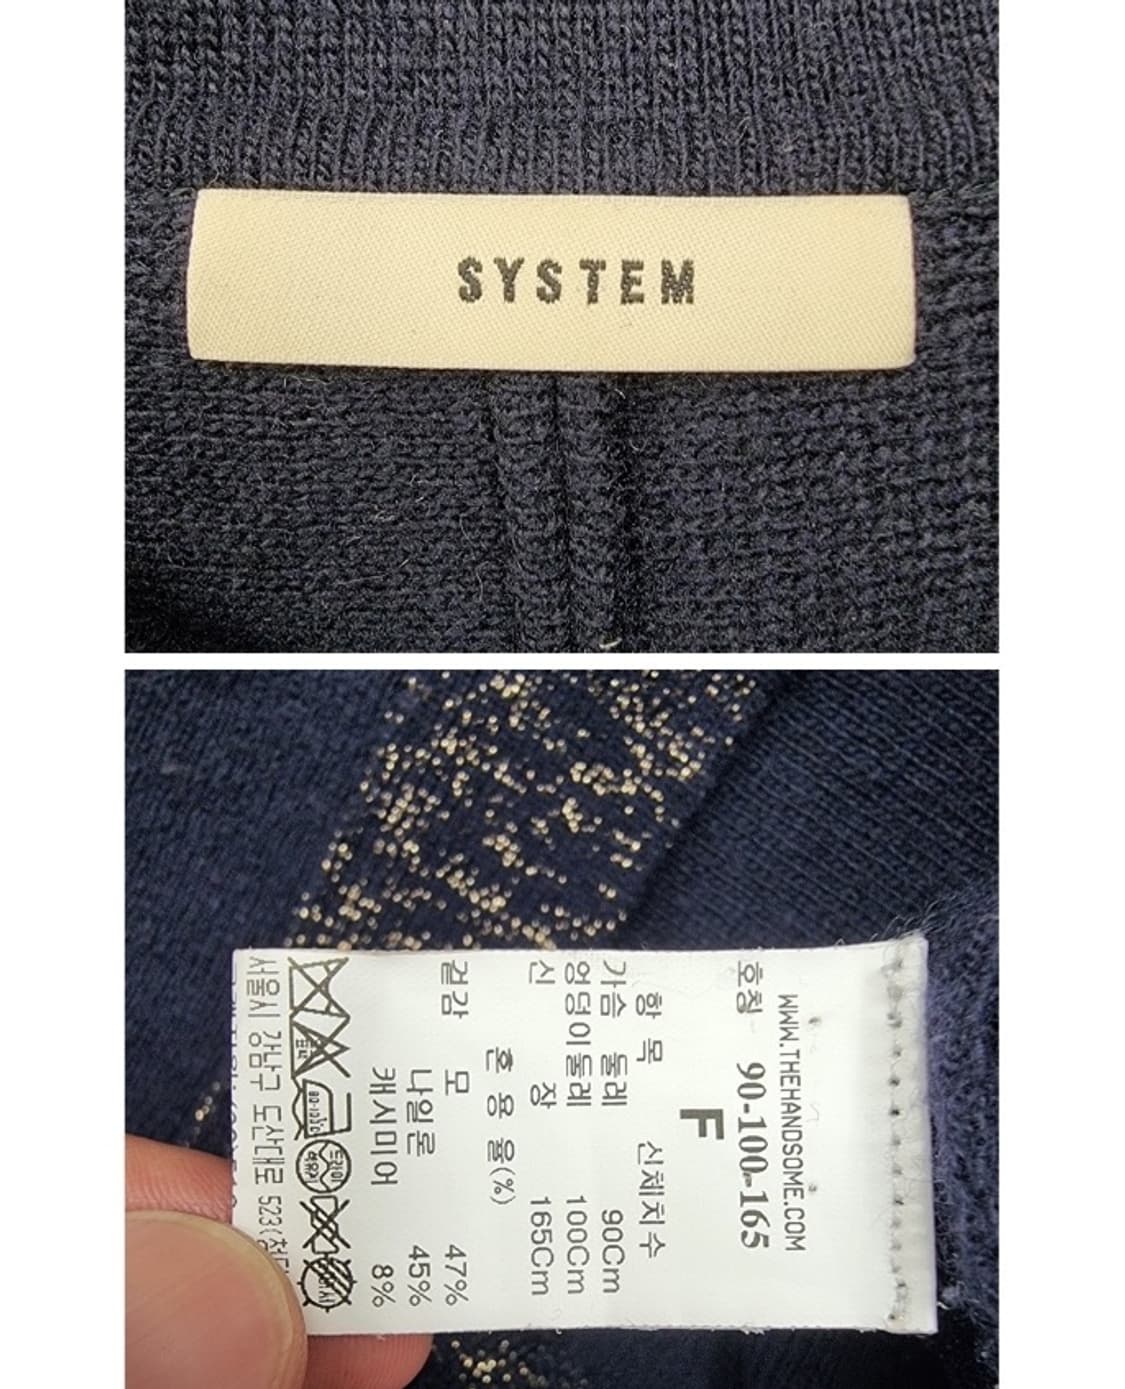 SYSTEM
WWW.THEHANDSOME.COM
호칭 90-100-165
F
항 목 신체치수
가슴 둘레 90Cm
엉덩이둘레 100Cm
신 장 165Cm
혼 용 율(%)
겉감 모 47%
나일론 45%
캐시미어 8%
서울시 강남구 도산대로 523(청담